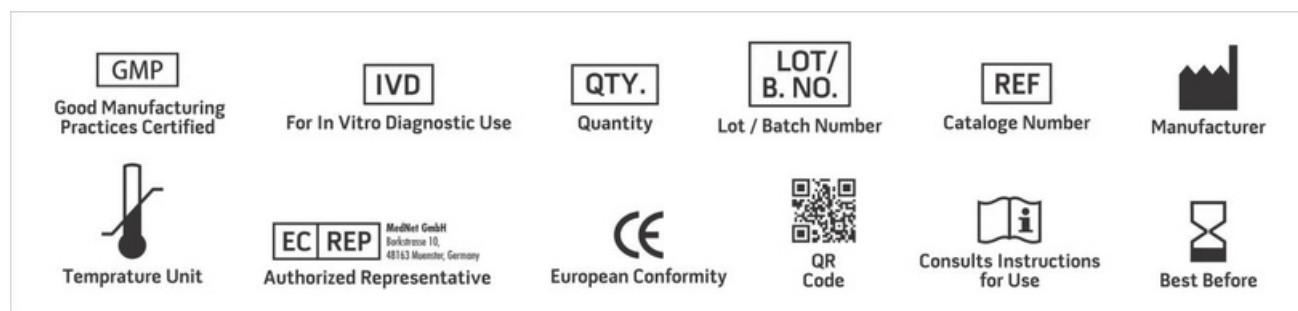 GMP
Good Manufacturing
Practices Certified
IVD
For In Vitro Diagnostic Use
QTY.
Quantity
LOT/
B. NO.
Lot / Batch Number
REF
Cataloge Number
Manufacturer
Temprature Unit
EC REP
MedNet GmbH
Borkstrasse 10,
48163 Muenster, Germany
Authorized Representative
CE
European Conformity
QR
Code
i
Consults Instructions
for Use
Best Before